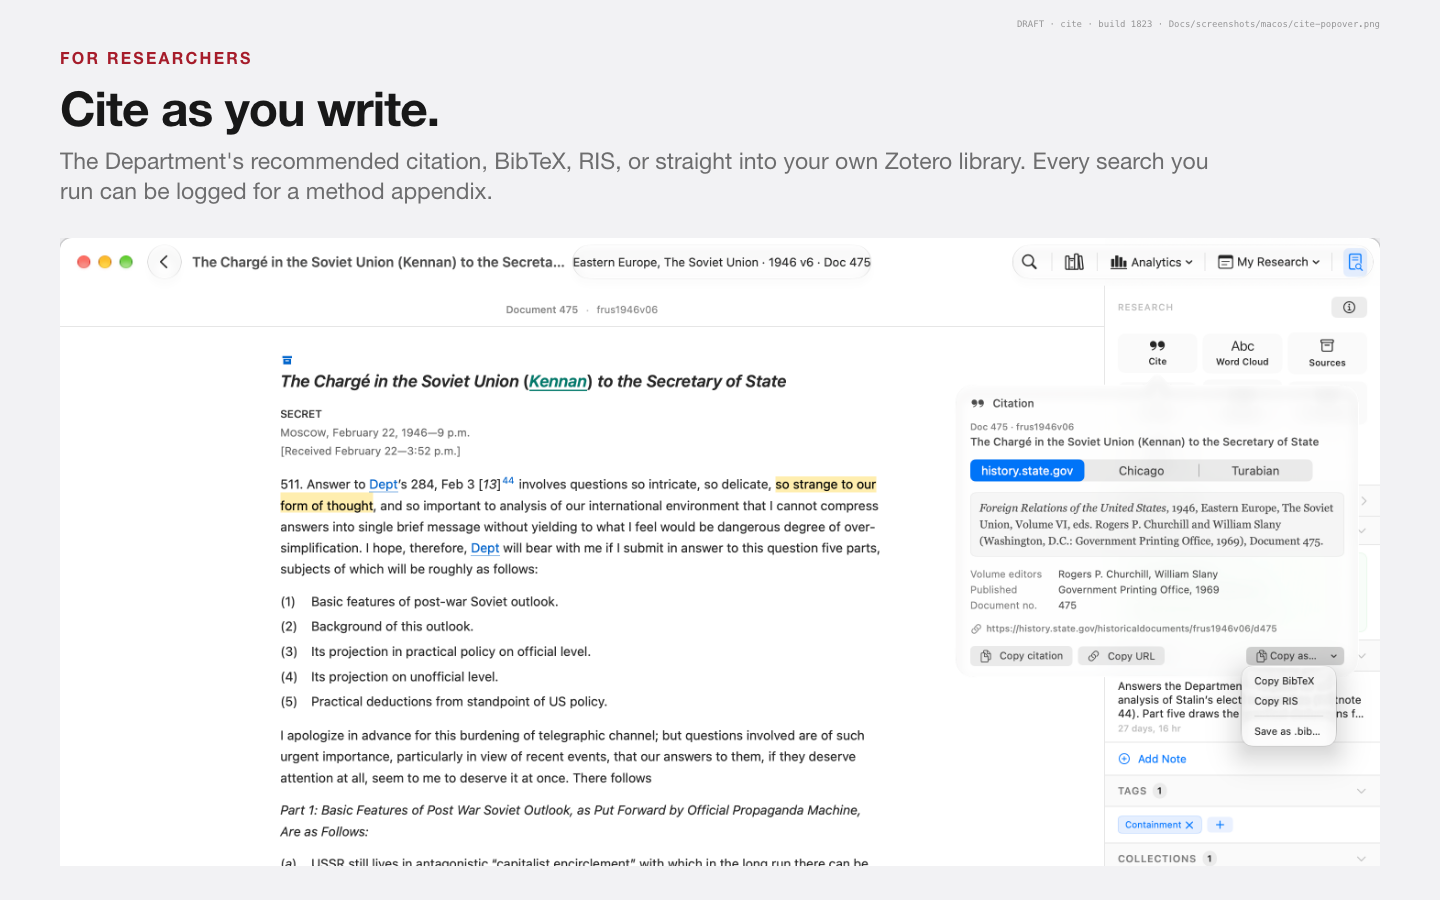 DRAFT · cite · build 1823 · Docs/screenshots/macos/cite-popover.png
FOR RESEARCHERS
Cite as you write.
The Department's recommended citation, BibTeX, RIS, or straight into your own Zotero library. Every search you
run can be logged for a method appendix.
The Chargé in the Soviet Union (Kennan) to the Secreta...
Eastern Europe, The Soviet Union · 1946 v6 · Doc 475
Analytics
My Research
Document 475 · frus1946v06
The Chargé in the Soviet Union (Kennan) to the Secretary of State
SECRET
Moscow, February 22, 1946—9 p.m.
[Received February 22—3:52 p.m.]
511. Answer to Dept's 284, Feb 3 [13]44 involves questions so intricate, so delicate, so strange to our
form of thought, and so important to analysis of our international environment that I cannot compress
answers into single brief message without yielding to what I feel would be dangerous degree of over-
simplification. I hope, therefore, Dept will bear with me if I submit in answer to this question five parts,
subjects of which will be roughly as follows:
(1) Basic features of post-war Soviet outlook.
(2) Background of this outlook.
(3) Its projection in practical policy on official level.
(4) Its projection on unofficial level.
(5) Practical deductions from standpoint of US policy.
I apologize in advance for this burdening of telegraphic channel; but questions involved are of such
urgent importance, particularly in view of recent events, that our answers to them, if they deserve
attention at all, seem to me to deserve it at once. There follows
Part 1: Basic Features of Post War Soviet Outlook, as Put Forward by Official Propaganda Machine,
Are as Follows:
(a) USSR still lives in antagonistic "capitalist encirclement" with which in the long run there can be
RESEARCH
Cite
Abc
Word Cloud
Sources
Citation
Doc 475 · frus1946v06
The Chargé in the Soviet Union (Kennan) to the Secretary of State
history.state.gov
Chicago
Turabian
Foreign Relations of the United States, 1946, Eastern Europe, The Soviet
Union, Volume VI, eds. Rogers P. Churchill and William Slany
(Washington, D.C.: Government Printing Office, 1969), Document 475.
Volume editors Rogers P. Churchill, William Slany
Published Government Printing Office, 1969
Document no. 475
https://history.state.gov/historicaldocuments/frus1946v06/d475
Copy citation
Copy URL
Copy as...
Copy BibTeX
Copy RIS
Save as .bib...
Answers the Departmen
analysis of Stalin's elect
44). Part five draws the ns f...
27 days, 16 hr
Add Note
TAGS 1
Containment
COLLECTIONS 1